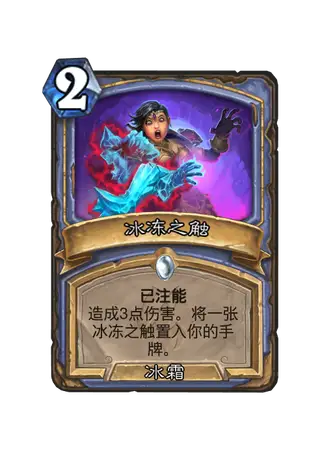 2
冰冻之触
已注能
造成3点伤害。将一张
冰冻之触置入你的手
牌。
冰霜